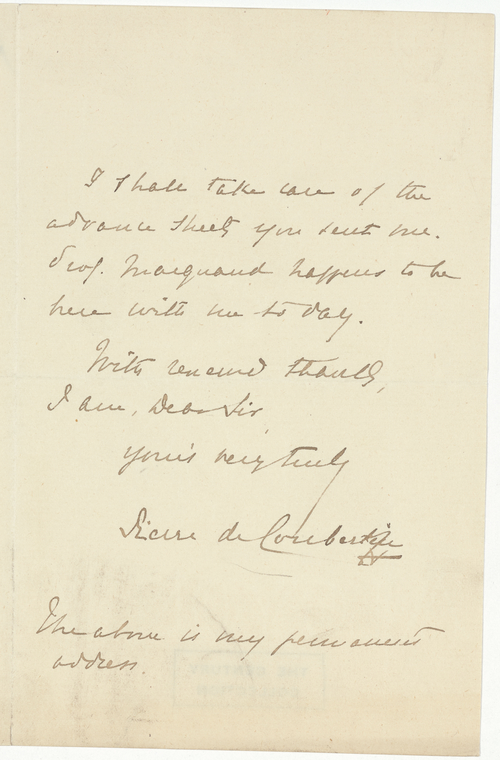 I shall take care of the
advance sheets you sent me.
Prof. Marquand happens to be
here with me to day.
With renewed thanks,
I am, Dear Sir,
your's very truly
Pierre de Coubertin
The above is my permanent
address.